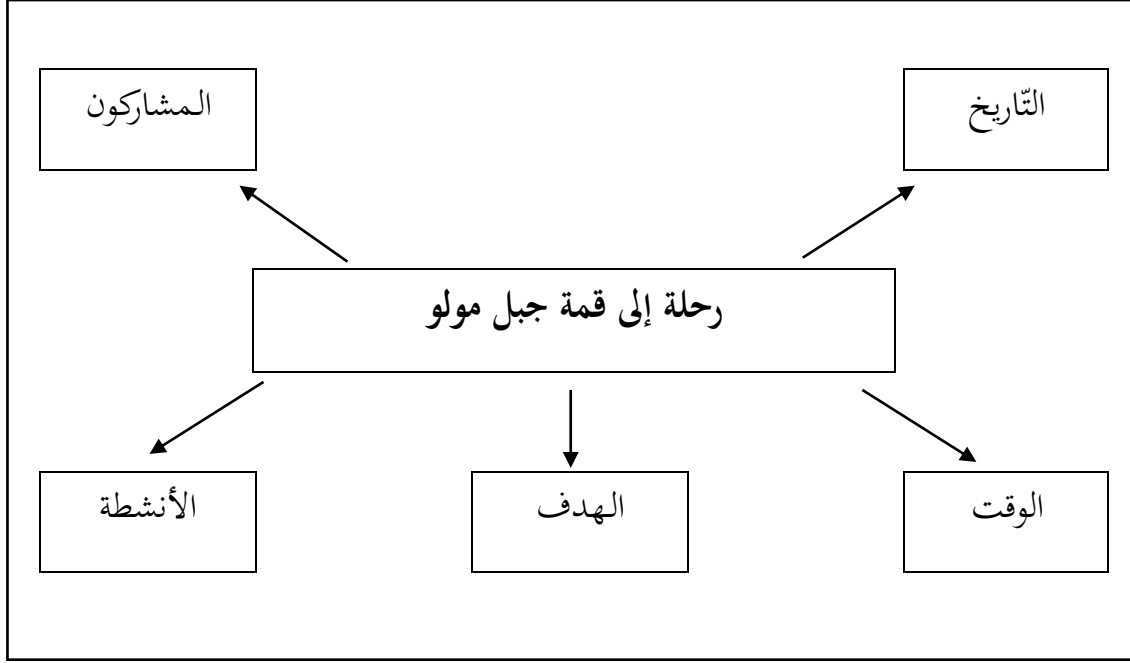 التّاريخ
المشاركون
رحلة إلى قمة جبل مولو
الوقت
الهدف
الأنشطة